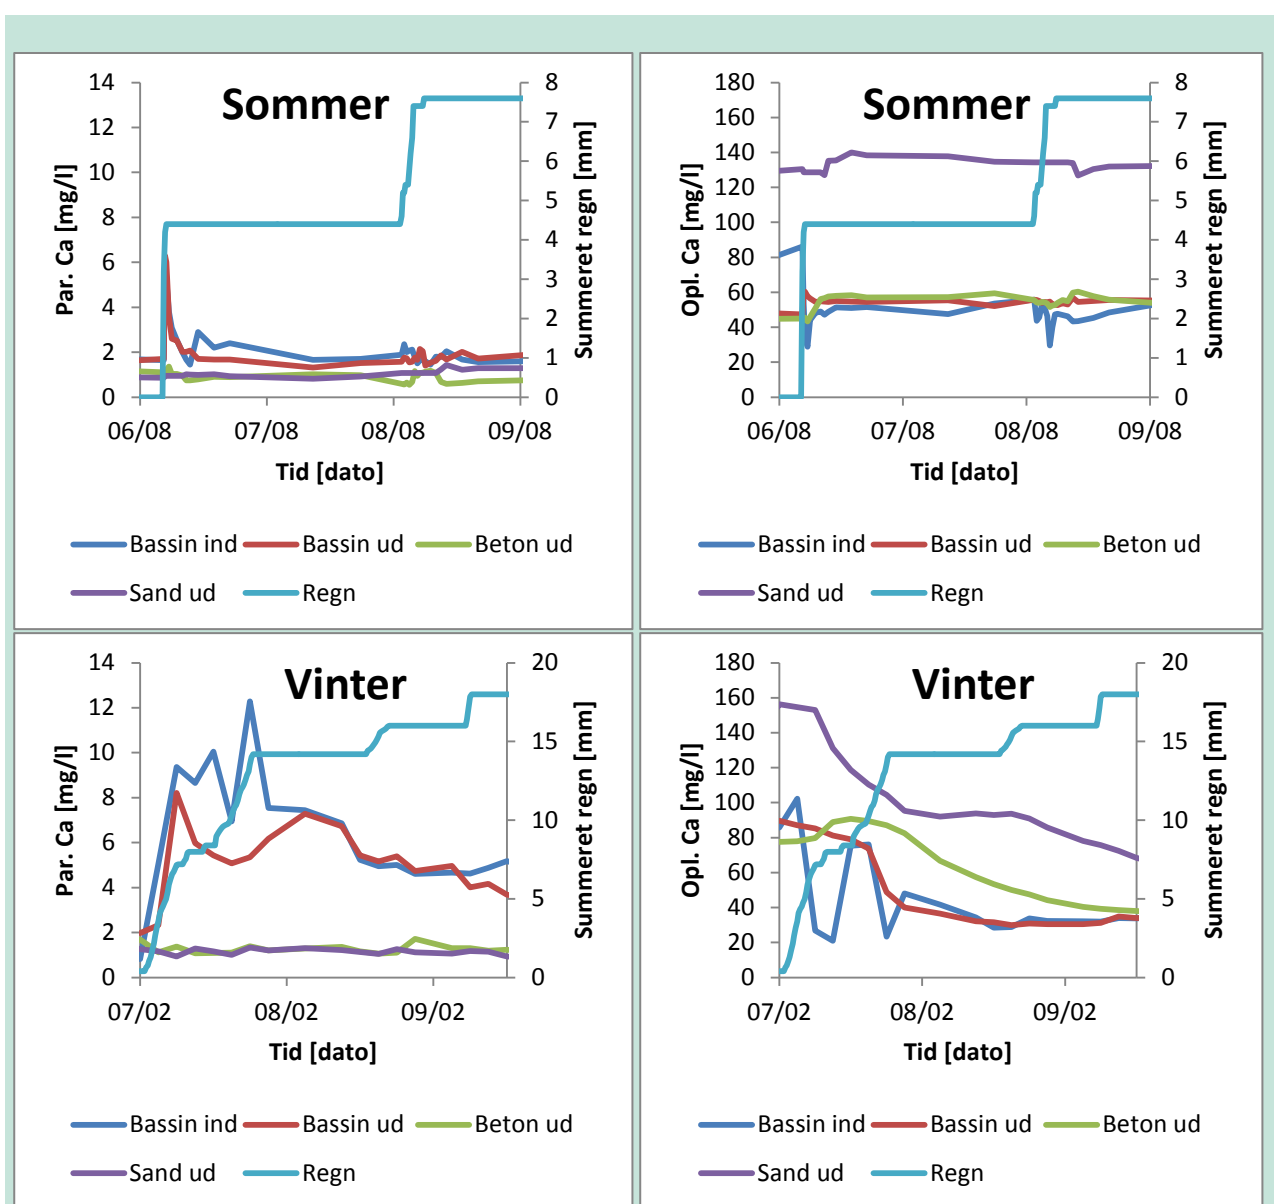 Sommer
14
12
10
8
6
4
2
0
Par. Ca [mg/l]
8
7
6
5
4
3
2
1
0
Summeret regn [mm]
06/08 07/08 08/08 09/08
Tid [dato]
Bassin ind Bassin ud Beton ud
Sand ud Regn
Sommer
180
160
140
120
100
80
60
40
20
0
Opl. Ca [mg/l]
8
7
6
5
4
3
2
1
0
Summeret regn [mm]
06/08 07/08 08/08 09/08
Tid [dato]
Bassin ind Bassin ud Beton ud
Sand ud Regn
Vinter
14
12
10
8
6
4
2
0
Par. Ca [mg/l]
20
15
10
5
0
Summeret regn [mm]
07/02 08/02 09/02
Tid [dato]
Bassin ind Bassin ud Beton ud
Sand ud Regn
Vinter
180
160
140
120
100
80
60
40
20
0
Opl. Ca [mg/l]
20
15
10
5
0
Summeret regn [mm]
07/02 08/02 09/02
Tid [dato]
Bassin ind Bassin ud Beton ud
Sand ud Regn